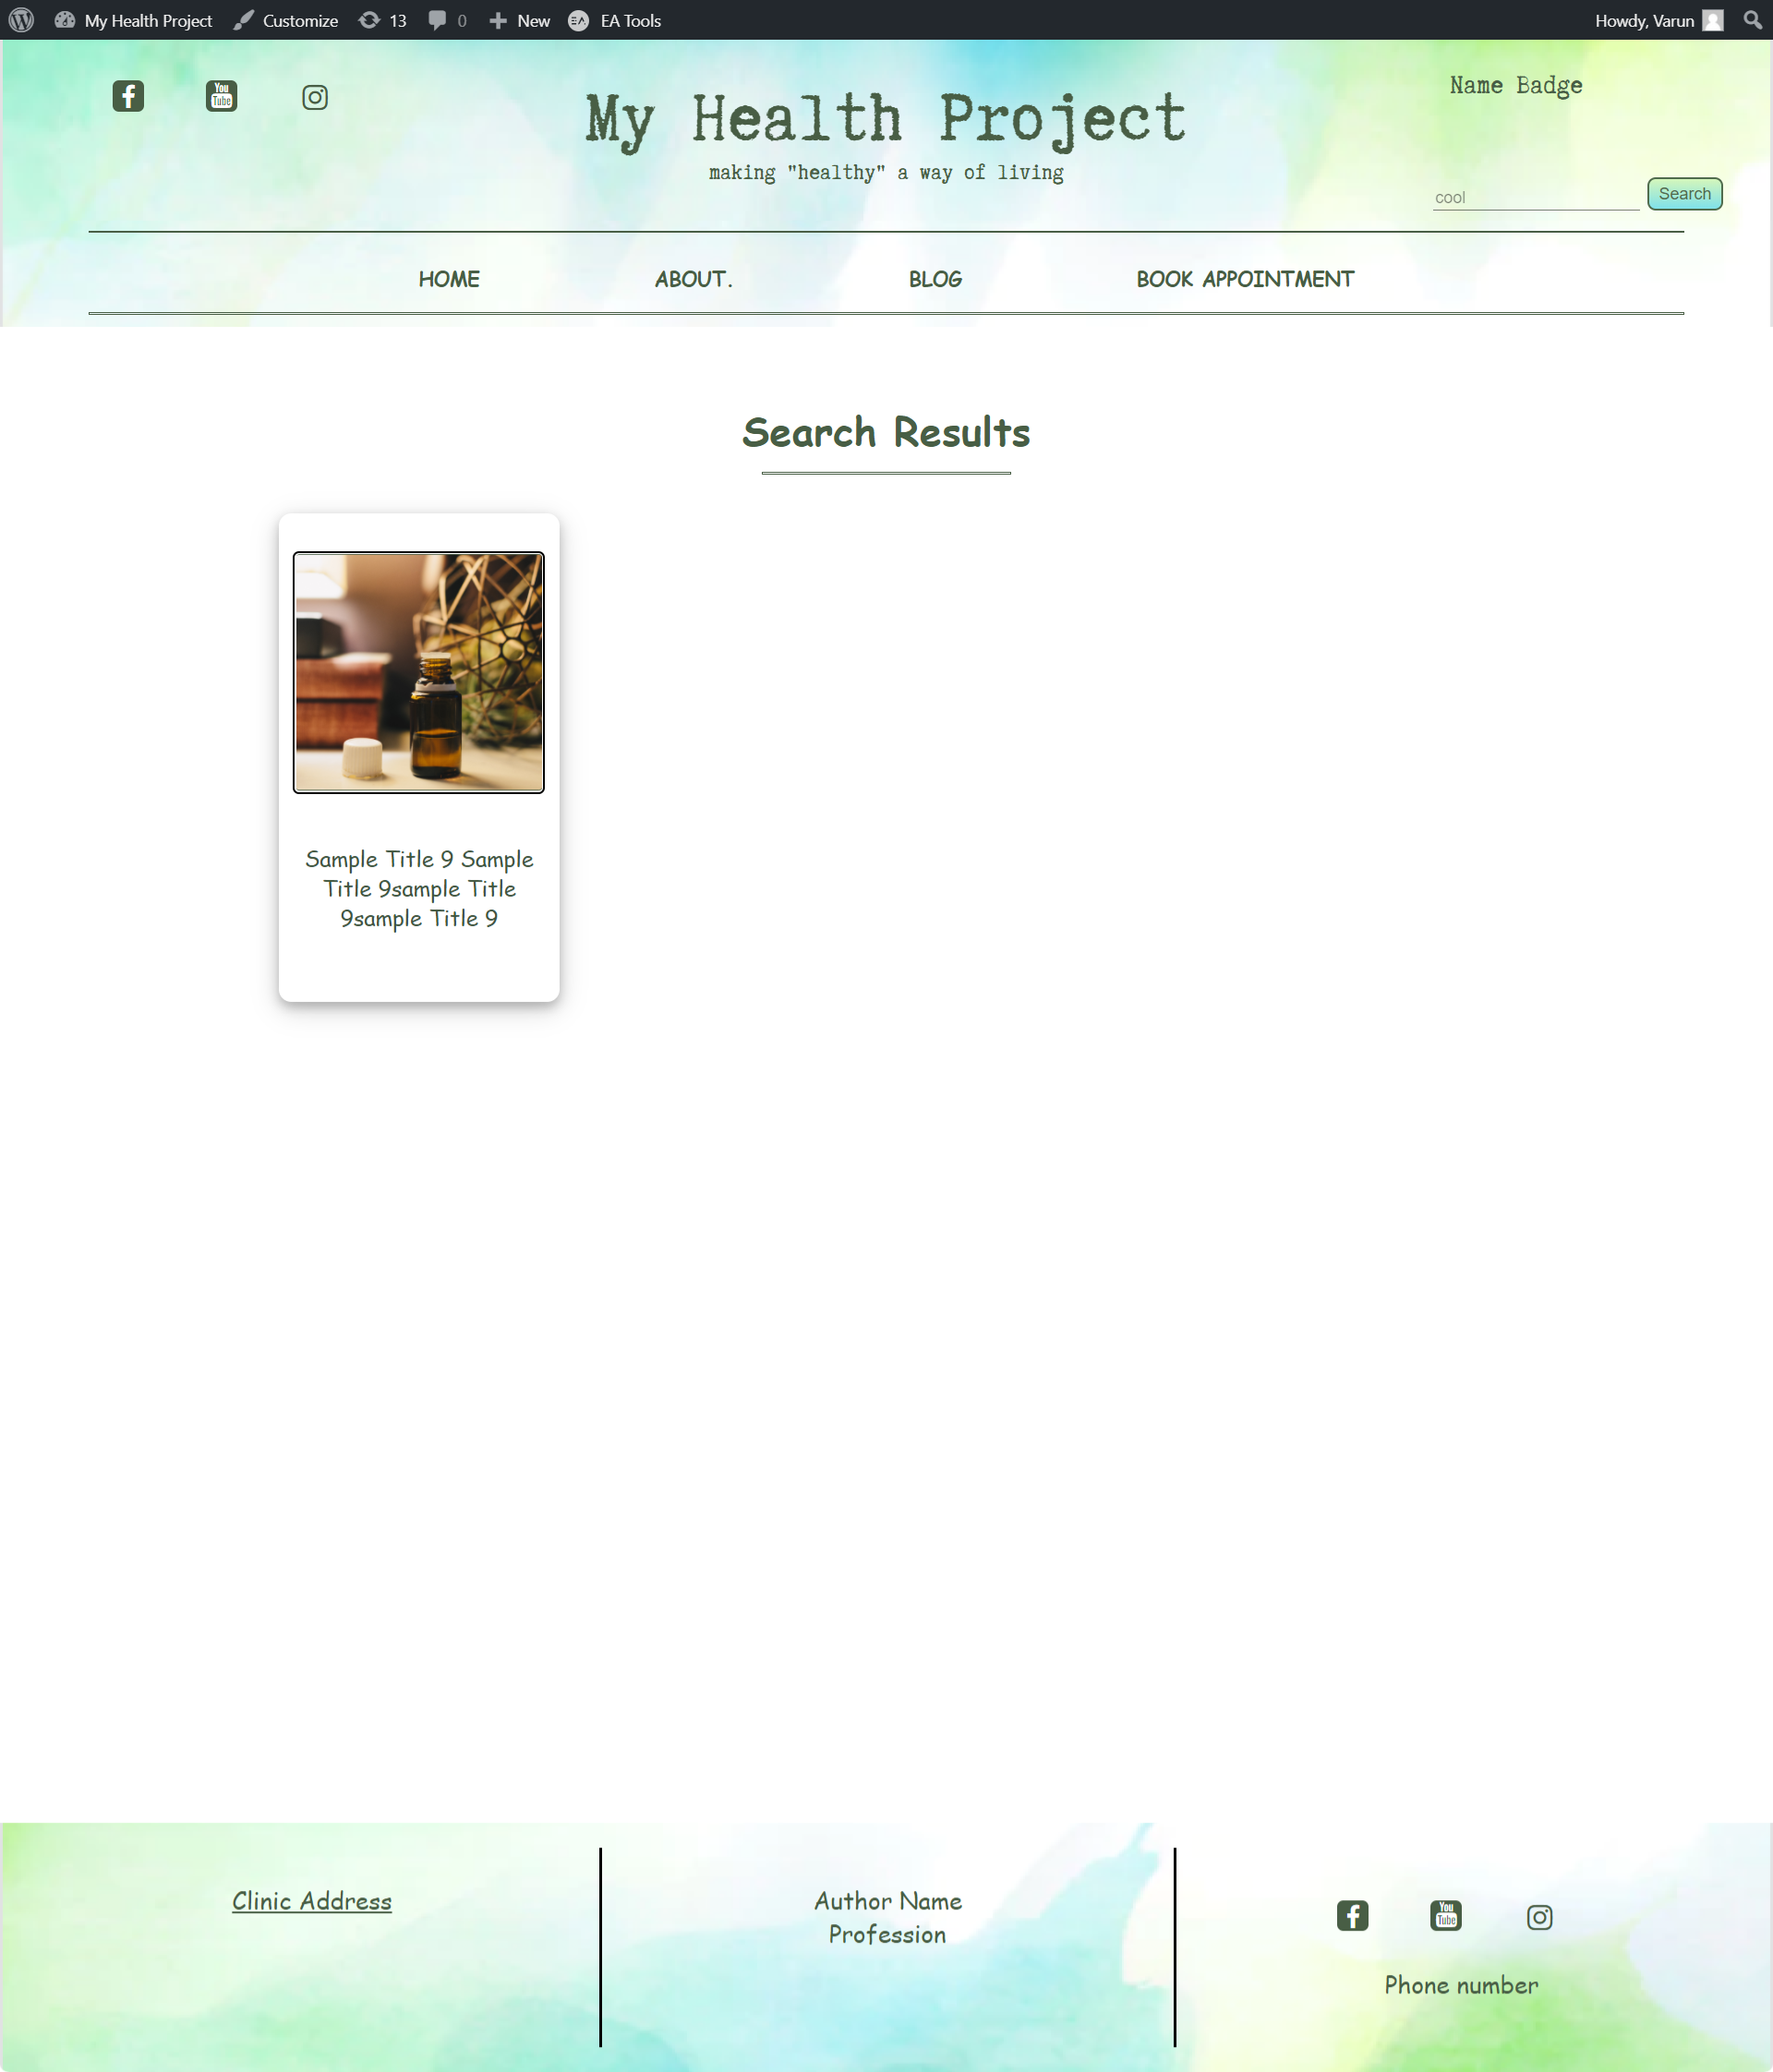 My Health Project
Customize
13
0
New
EA Tools
Howdy, Varun
You
Tube
My Health Project
making "healthy" a way of living
Name Badge
cool
Search
HOME
ABOUT.
BLOG
BOOK APPOINTMENT
Search Results
Sample Title 9 Sample
Title 9sample Title
9sample Title 9
Clinic Address
Author Name
Profession
You
Tube
Phone number